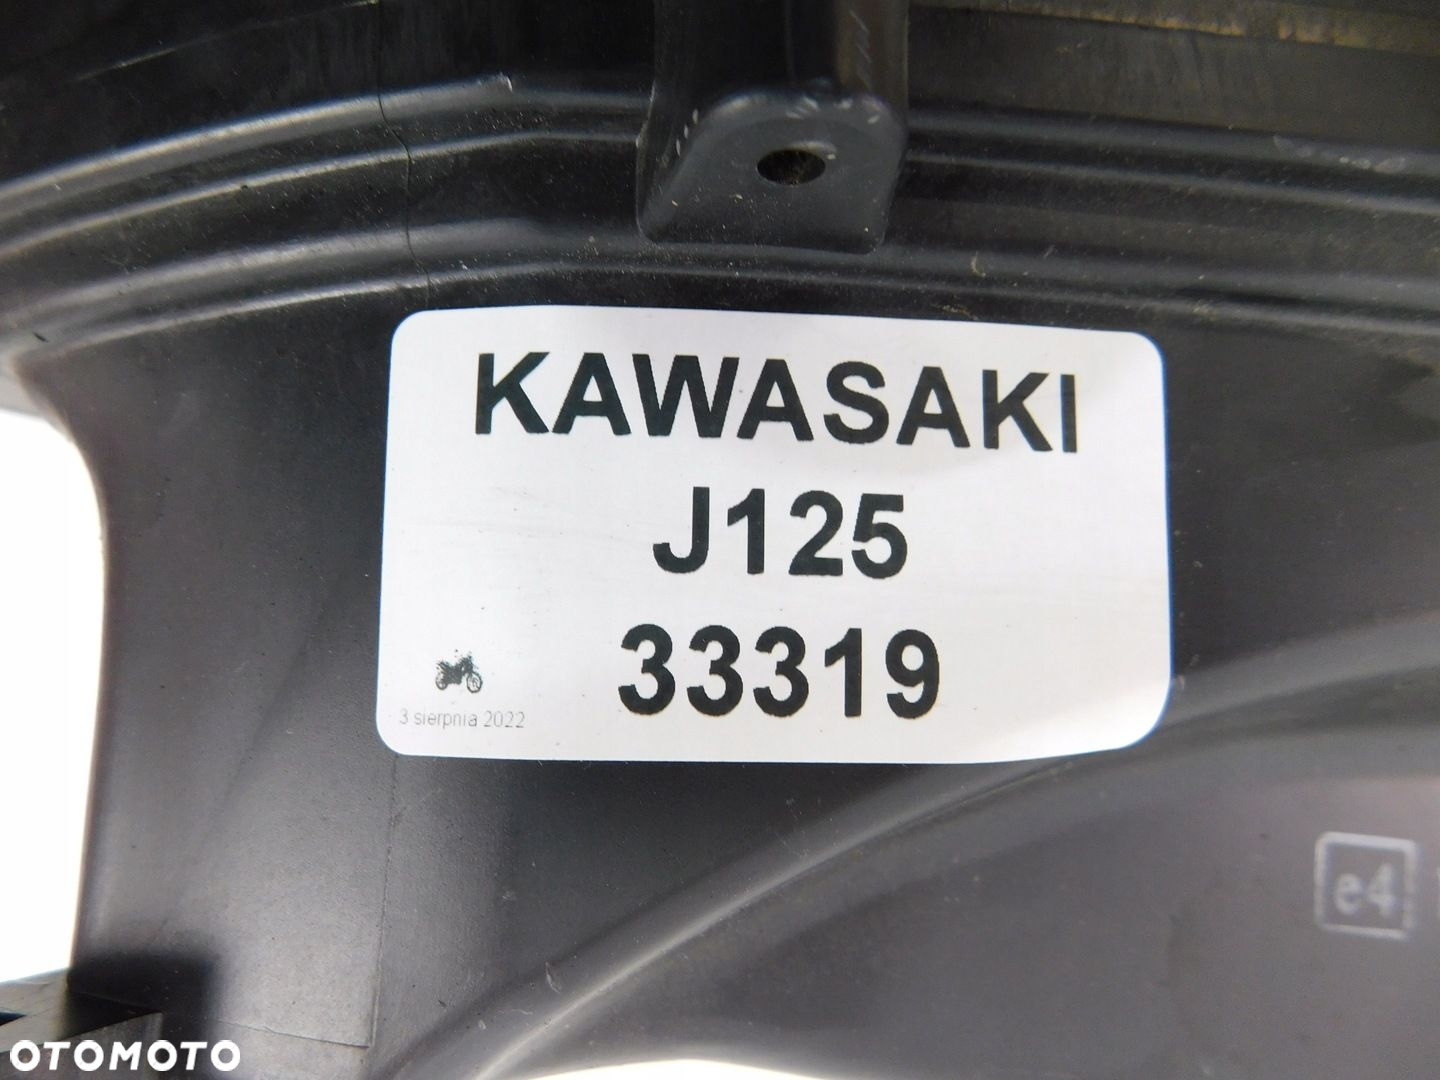 KAWASAKI
J125
33319
3 sierpnia 2022
e4
OTOMOTO